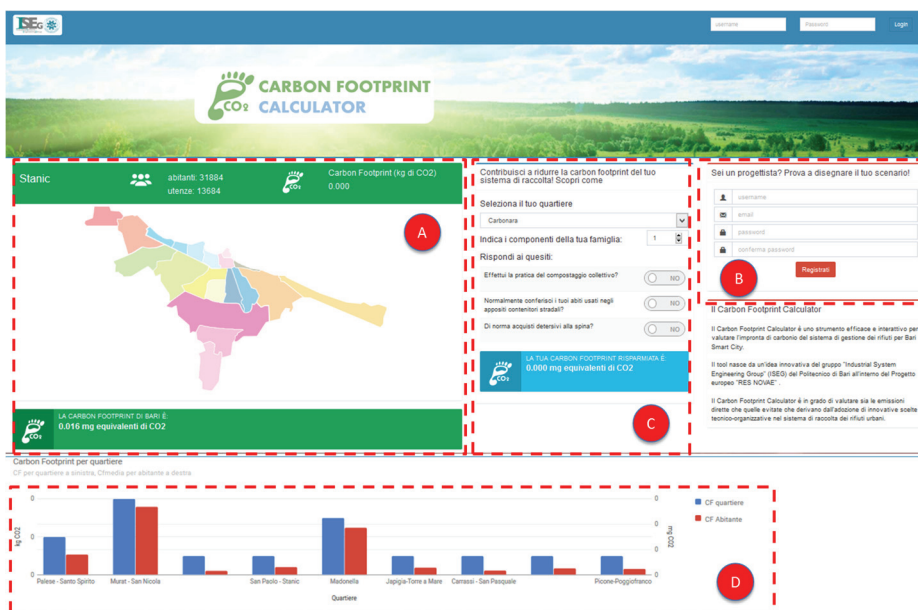 ISEG
username
Password
Login
CARBON FOOTPRINT
CO2 CALCULATOR
Stanic
abitanti: 31884
utenze: 13684
CO2
Carbon Footprint (kg di CO2)
0.000
A
LA CARBON FOOTPRINT DI BARI È:
0.016 mg equivalenti di CO2
CO2
Contribuisci a ridurre la carbon footprint del tuo
sistema di raccolta! Scopri come
Seleziona il tuo quartiere
Carbonara
Indica i componenti della tua famiglia:
1
Rispondi ai quesiti:
Effettui la pratica del compostaggio collettivo?
NO
Normalmente conferisci i tuoi abiti usati negli
appositi contenitori stradali?
NO
Di norma acquisti detersivi alla spina?
NO
LA TUA CARBON FOOTPRINT RISPARMIATA È:
0.000 mg equivalenti di CO2
CO2
C
Sei un progettista? Prova a disegnare il tuo scenario!
username
email
password
conferma password
Registrati
B
Il Carbon Footprint Calculator
Il Carbon Footprint Calculator è uno strumento efficace e interattivo per
valutare l'impronta di carbonio del sistema di gestione dei rifiuti per Bari
Smart City.
Il tool nasce da un'idea innovativa del gruppo "Industrial System
Engineering Group" (ISEG) del Politecnico di Bari all'interno del Progetto
europeo "RES NOVAE" .
Il Carbon Footprint Calculator é in grado di valutare sia le emissioni
dirette che quelle evitate che derivano dall'adozione di innovative scelte
tecnico-organizzative nel sistema di raccolta dei rifiuti urbani.
Carbon Footprint per quartiere
CF per quartiere a sinistra, Cfmedia per abitante a destra
kg CO2
0
0
0
0
0
0
0
mg CO2
Palese - Santo Spirito
Murat - San Nicola
San Paolo - Stanic
Madonella
Japigia-Torre a Mare
Carrassi - San Pasquale
Picone-Poggiofranco
Quartiere
CF quartiere
CF Abitante
D